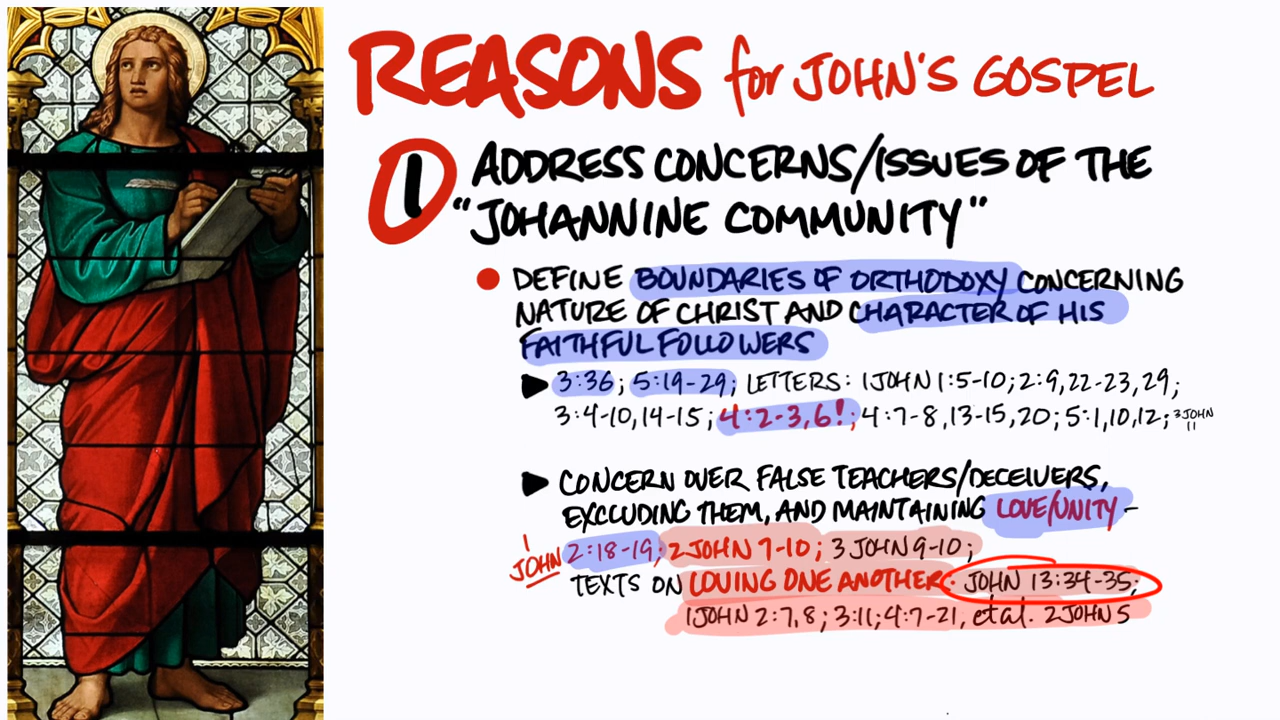 REASONS for JOHN'S GOSPEL
1 ADDRESS CONCERNS/ISSUES OF THE
"JOHANNINE COMMUNITY"
● DEFINE BOUNDARIES OF ORTHODOXY CONCERNING
NATURE OF CHRIST AND CHARACTER OF HIS
FAITHFUL FOLLOWERS
▶ 3:36; 5:19-29; LETTERS: 1JOHN 1:5-10; 2:9,22-23,29;
3:4-10,14-15; 4:2-3,6!; 4:7-8,13-15,20; 5:1,10,12; 3JOHN 11
▶ CONCERN OVER FALSE TEACHERS/DECEIVERS,
EXCLUDING THEM, AND MAINTAINING LOVE/UNITY -
1 JOHN 2:18-19; 2JOHN 7-10; 3JOHN 9-10;
TEXTS ON LOVING ONE ANOTHER: JOHN 13:34-35;
1JOHN 2:7,8; 3:11; 4:7-21, et al. 2JOHN 5